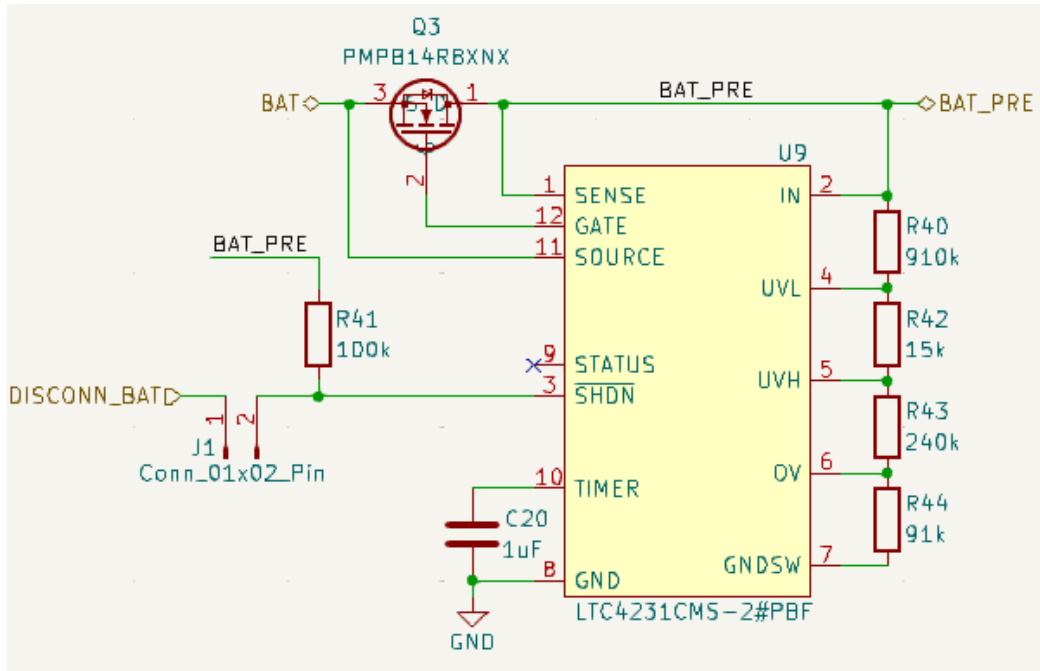 Q3
PMPB14RBXNX
BAT
3
S
D
1
BAT_PRE
BAT_PRE
2
U9
1
SENSE
IN
2
12
GATE
11
SOURCE
R40
910k
BAT_PRE
UVL
4
R41
100k
R42
15k
9
STATUS
3
SHDN
UVH
5
DISCONN_BAT
1
2
J1
Conn_01x02_Pin
R43
240k
OV
6
10
TIMER
C20
1uF
R44
91k
GNDSW
7
8
GND
LTC4231CMS-2#PBF
GND